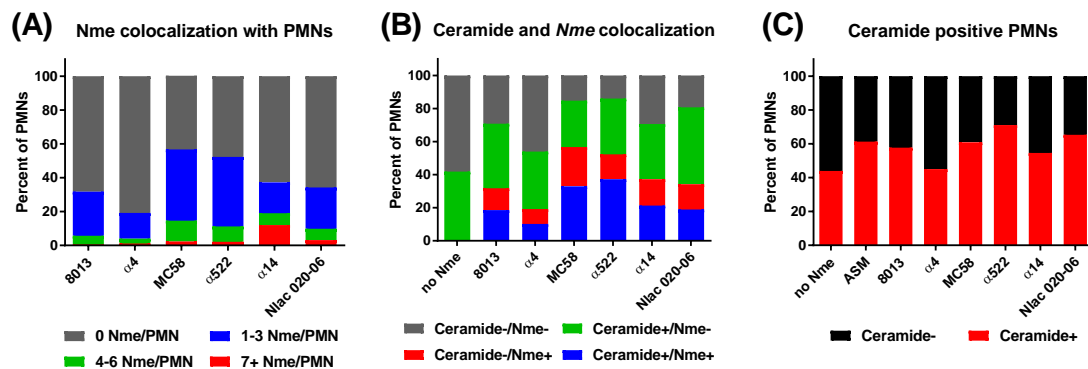 (A) Nme colocalization with PMNs
Percent of PMNs
100
80
60
40
20
0
8013
α4
MC58
α522
α14
Nlac 020-06
0 Nme/PMN 1-3 Nme/PMN
4-6 Nme/PMN 7+ Nme/PMN
(B) Ceramide and Nme colocalization
Percent of PMNs
100
80
60
40
20
0
no Nme
8013
α4
MC58
α522
α14
Nlac 020-06
Ceramide-/Nme- Ceramide+/Nme-
Ceramide-/Nme+ Ceramide+/Nme+
(C) Ceramide positive PMNs
Percent of PMNs
100
80
60
40
20
0
no Nme
ASM
8013
α4
MC58
α522
α14
Nlac 020-06
Ceramide- Ceramide+